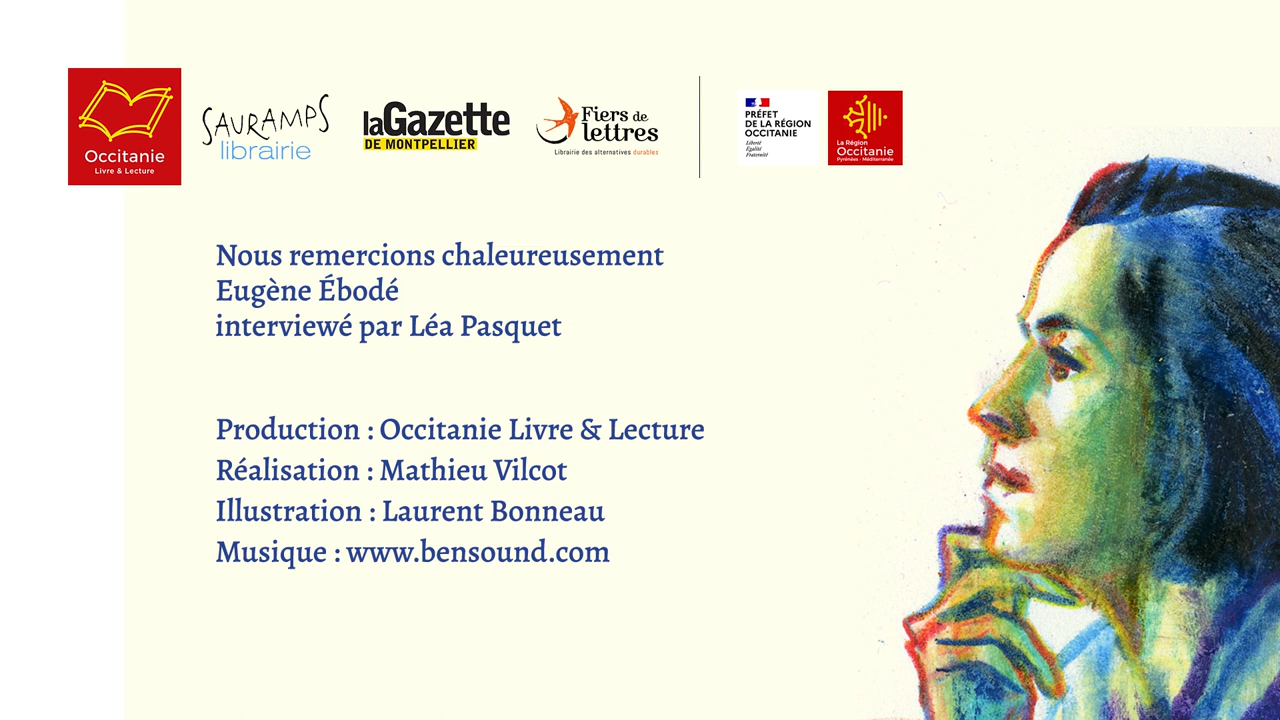 Occitanie
Livre & Lecture
SAURAMPS
librairie
laGazette
DE MONTPELLIER
Fiers de
lettres
Librairie des alternatives durables
PRÉFET
DE LA RÉGION
OCCITANIE
Liberté
Égalité
Fraternité
La Région
Occitanie
Pyrénées - Méditerranée
Nous remercions chaleureusement
Eugène Ébodé
interviewé par Léa Pasquet
Production : Occitanie Livre & Lecture
Réalisation : Mathieu Vilcot
Illustration : Laurent Bonneau
Musique : www.bensound.com